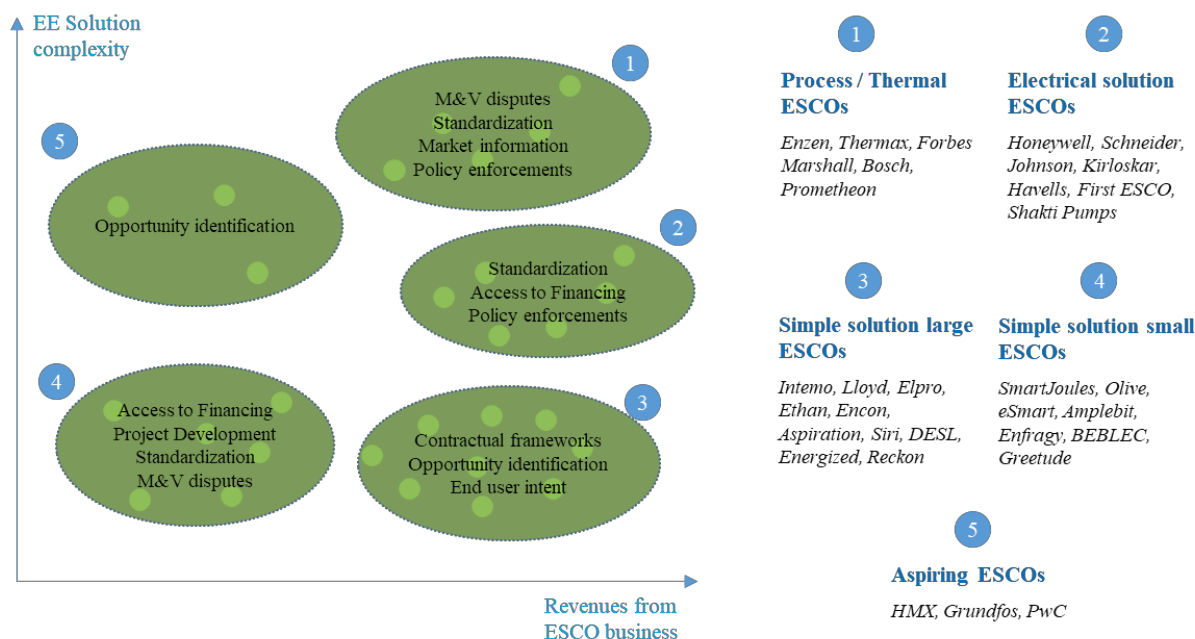 EE Solution
complexity
1
M&V disputes
Standardization
Market information
Policy enforcements
5
Opportunity identification
2
Standardization
Access to Financing
Policy enforcements
4
Access to Financing
Project Development
Standardization
M&V disputes
3
Contractual frameworks
Opportunity identification
End user intent
Revenues from
ESCO business
1
Process / Thermal
ESCOs
Enzen, Thermax, Forbes
Marshall, Bosch,
Prometheon
2
Electrical solution
ESCOs
Honeywell, Schneider,
Johnson, Kirloskar,
Havells, First ESCO,
Shakti Pumps
3
Simple solution large
ESCOs
Intemo, Lloyd, Elpro,
Ethan, Encon,
Aspiration, Siri, DESL,
Energized, Reckon
4
Simple solution small
ESCOs
SmartJoules, Olive,
eSmart, Amplebit,
Enfragy, BEBLEC,
Greetude
5
Aspiring ESCOs
HMX, Grundfos, PwC